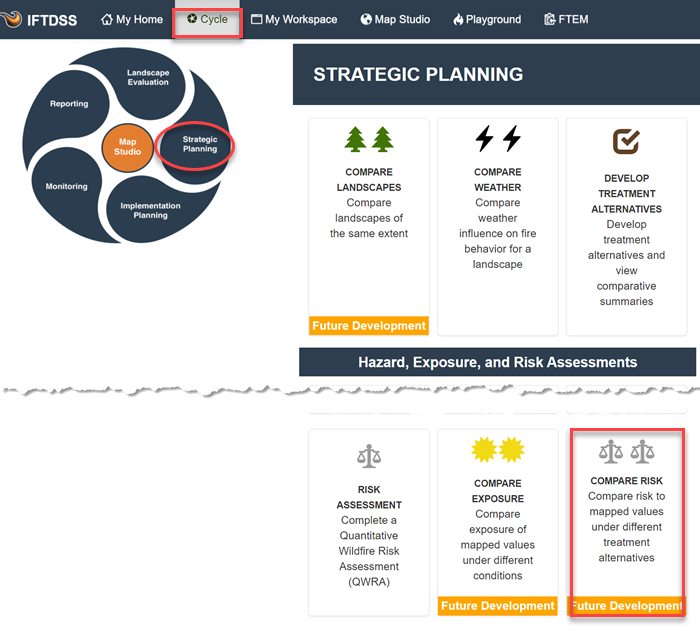 IFTDSS
My Home
Cycle
My Workspace
Map Studio
Playground
FTEM
Landscape
Evaluation
Reporting
Map
Studio
Strategic
Planning
Monitoring
Implementation
Planning
STRATEGIC PLANNING
COMPARE
LANDSCAPES
Compare
landscapes of
the same extent
Future Development
COMPARE
WEATHER
Compare
weather
influence on fire
behavior for a
landscape
DEVELOP
TREATMENT
ALTERNATIVES
Develop
treatment
alternatives and
view
comparative
summaries
Hazard, Exposure, and Risk Assessments
RISK
ASSESSMENT
Complete a
Quantitative
Wildfire Risk
Assessment
(QWRA)
COMPARE
EXPOSURE
Compare
exposure of
mapped values
under different
conditions
Future Development
COMPARE RISK
Compare risk to
mapped values
under different
treatment
alternatives
Future Development